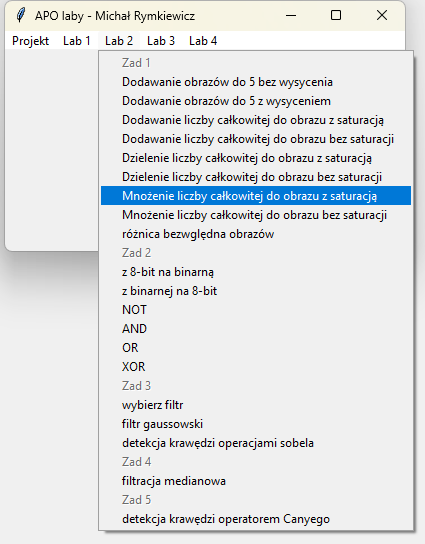 APO laby - Michał Rymkiewicz
Projekt Lab 1 Lab 2 Lab 3 Lab 4
Zad 1
Dodawanie obrazów do 5 bez wysycenia
Dodawanie obrazów do 5 z wysyceniem
Dodawanie liczby całkowitej do obrazu z saturacją
Dodawanie liczby całkowitej do obrazu bez saturacji
Dzielenie liczby całkowitej do obrazu z saturacją
Dzielenie liczby całkowitej do obrazu bez saturacji
Mnożenie liczby całkowitej do obrazu z saturacją
Mnożenie liczby całkowitej do obrazu bez saturacji
różnica bezwględna obrazów
Zad 2
z 8-bit na binarną
z binarnej na 8-bit
NOT
AND
OR
XOR
Zad 3
wybierz filtr
filtr gaussowski
detekcja krawędzi operacjami sobela
Zad 4
filtracja medianowa
Zad 5
detekcja krawędzi operatorem Canyego